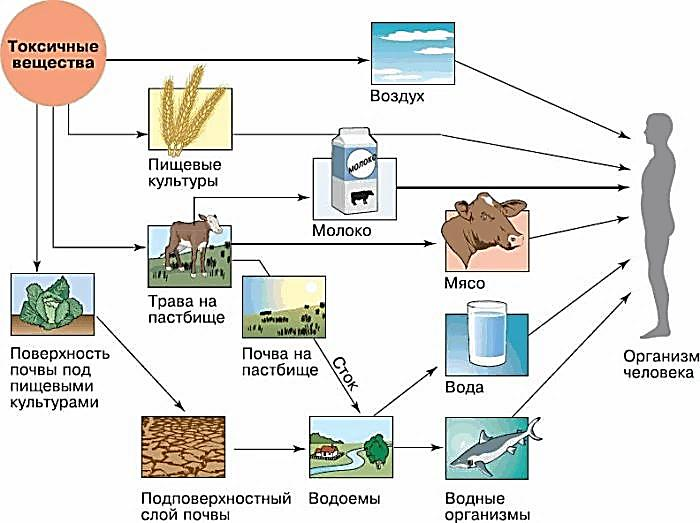 Токсичные
вещества
Воздух
Пищевые
культуры
МОЛОКО
Молоко
Мясо
Трава на
пастбище
Почва на
пастбище
Сток
Поверхность
почвы под
пищевыми
культурами
Вода
Организм
человека
Подповерхностный
слой почвы
Водоемы
Водные
организмы